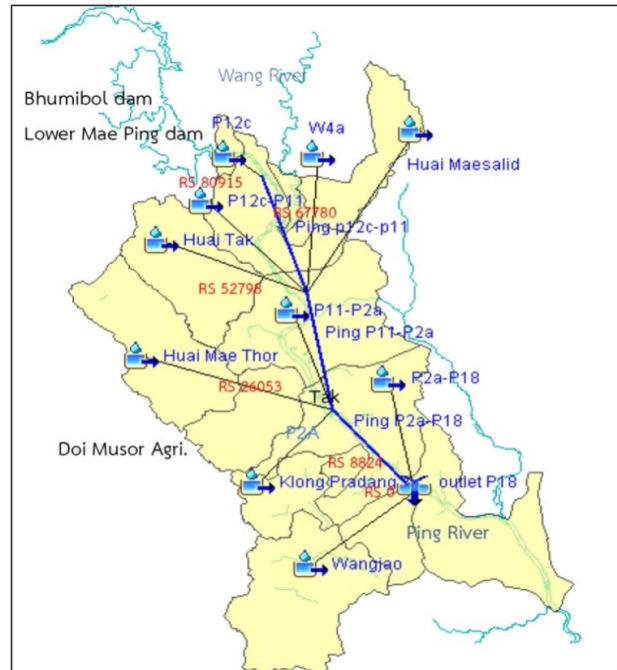 Wang River
Bhumibol dam
P12c
W4a
Lower Mae Ping dam
Huai Maesalid
RS 80915
P12c-P11
RS 67780
Ping p12c-p11
Huai Tak
RS 52798
P11-P2a
Ping P11-P2a
Huai Mae Thor
RS 26053
P2a-P18
Tak
Ping P2a-P18
P2A
Doi Musor Agri.
RS 8824
Klong Pradang
RS 0
outlet P18
Ping River
Wangjao